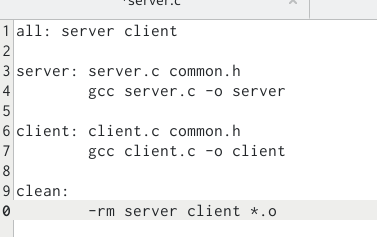 *server.c
1 all: server client
2
3 server: server.c common.h
4         gcc server.c -o server
5
6 client: client.c common.h
7         gcc client.c -o client
8
9 clean:
0         -rm server client *.o